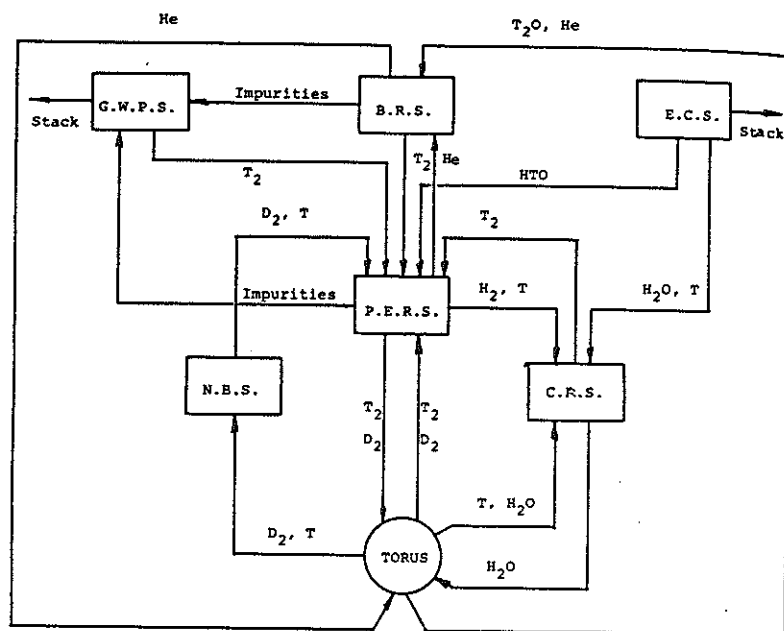 He
T2O, He
G.W.P.S.
Impurities
B.R.S.
E.C.S.
Stack
Stack
T2
T2
He
HTO
D2, T
T2
Impurities
P.E.R.S.
H2, T
H2O, T
N.B.S.
C.R.S.
T2
D2
T2
D2
T, H2O
D2, T
TORUS
H2O